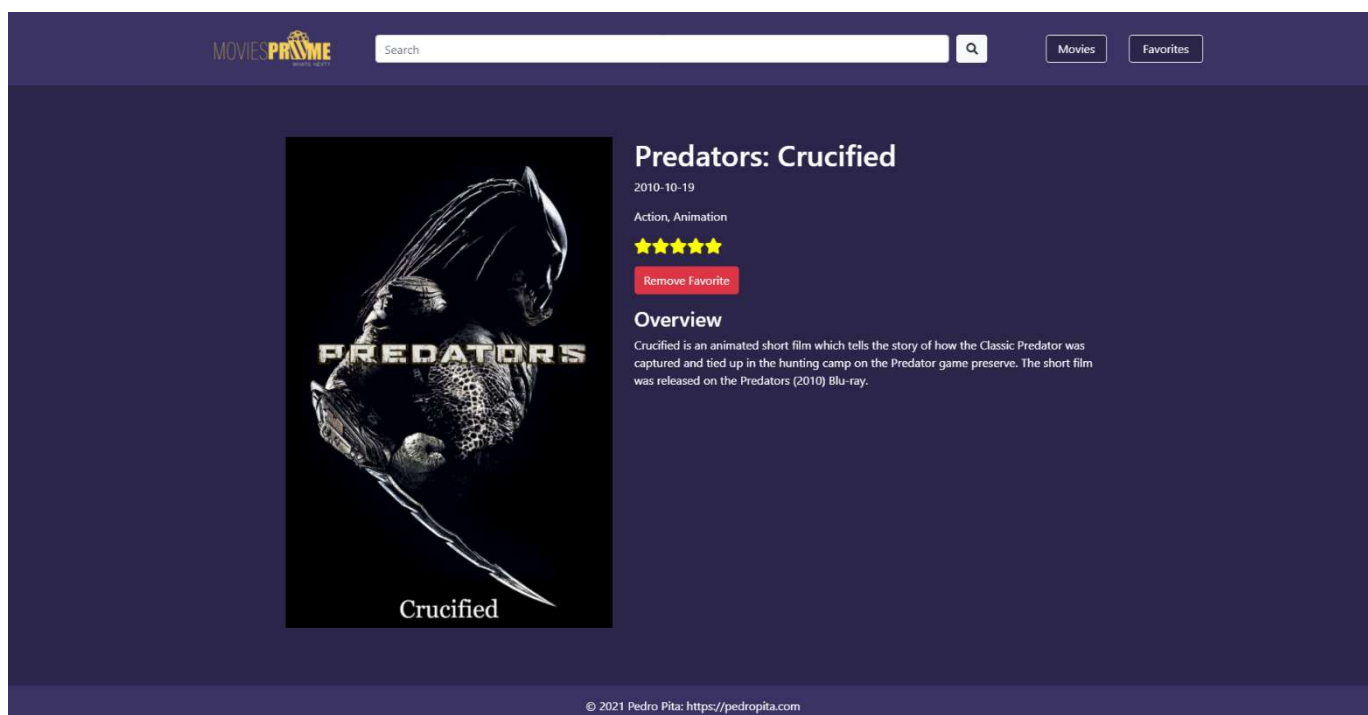 MOVIESPRIME
WHATS NEXT?
Search
Movies
Favorites
Predators: Crucified
2010-10-19
Action, Animation
Remove Favorite
Overview
Crucified is an animated short film which tells the story of how the Classic Predator was
captured and tied up in the hunting camp on the Predator game preserve. The short film
was released on the Predators (2010) Blu-ray.
PREDATORS
Crucified
© 2021 Pedro Pita: https://pedropita.com